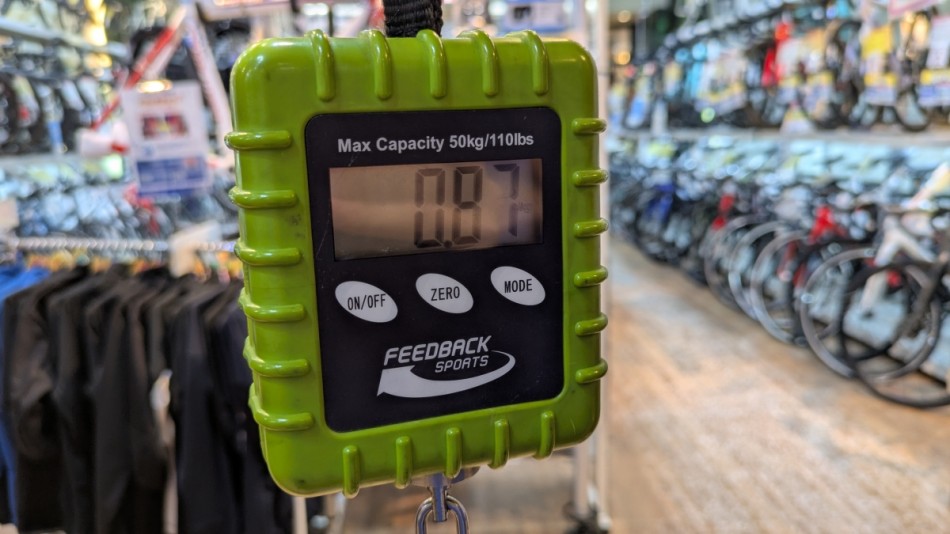 Max Capacity 50kg/110lbs
0.87
ON/OFF
ZERO
MODE
FEEDBACK
SPORTS